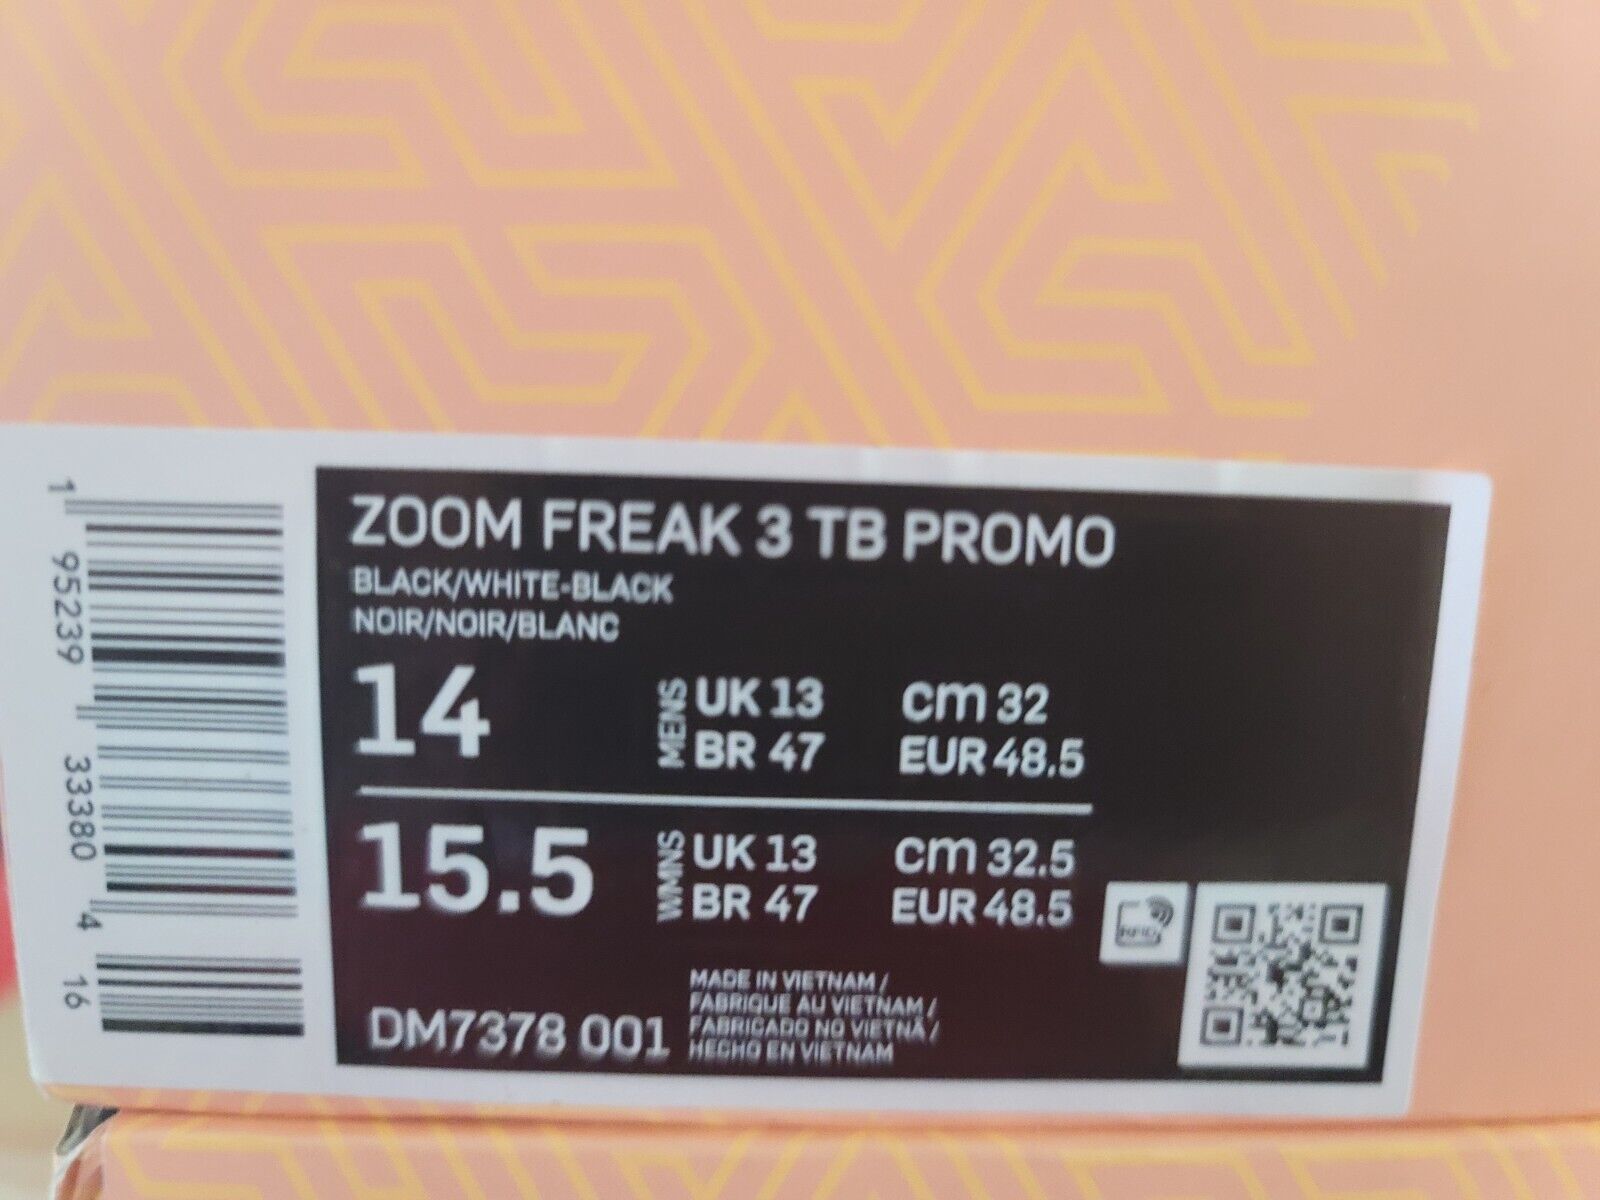 ZOOM FREAK 3 TB PROMO
BLACK/WHITE-BLACK
NOIR/NOIR/BLANC
14
MENS
UK 13
cm 32
BR 47
EUR 48.5
15.5
WMNS
UK 13
cm 32.5
BR 47
EUR 48.5
DM7378 001
MADE IN VIETNAM /
FABRIQUE AU VIETNAM /
FABRICADO NO VIETNÃ /
HECHO EN VIETNAM
RFID
1 95239 33380 4 16